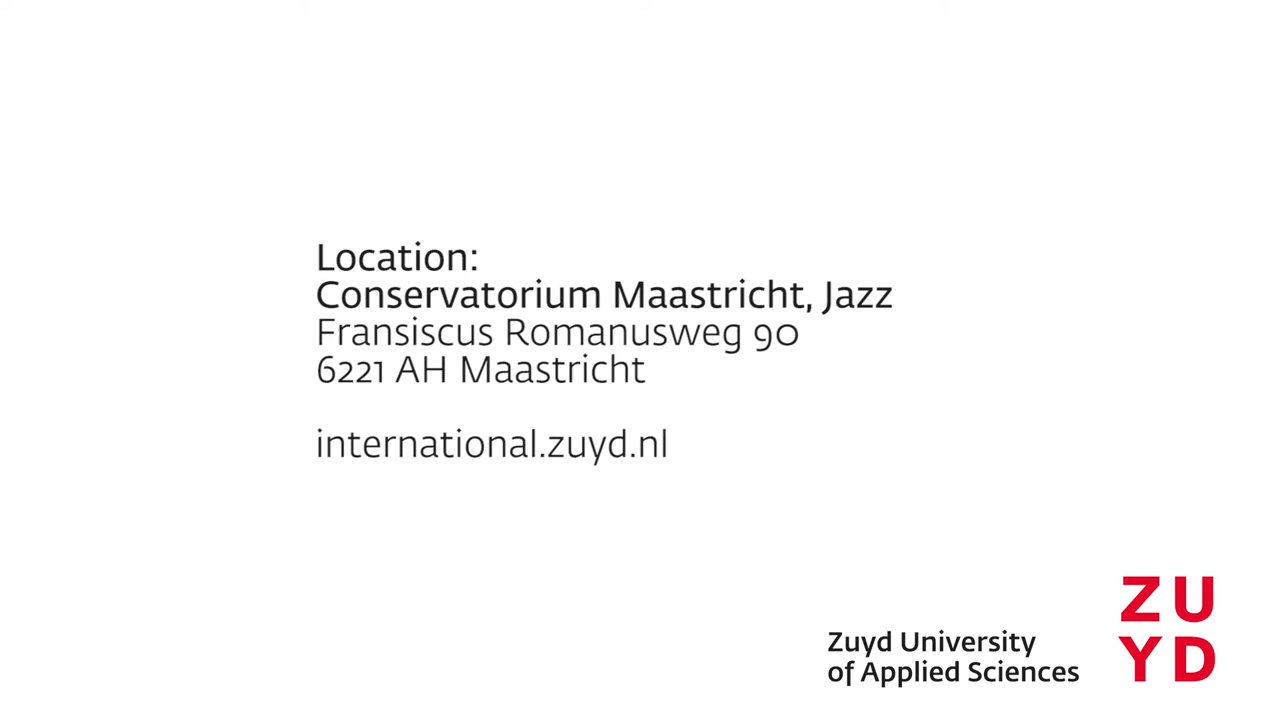 Location:
Conservatorium Maastricht, Jazz
Fransiscus Romanusweg 90
6221 AH Maastricht
international.zuyd.nl
Zuyd University
of Applied Sciences
ZU
YD